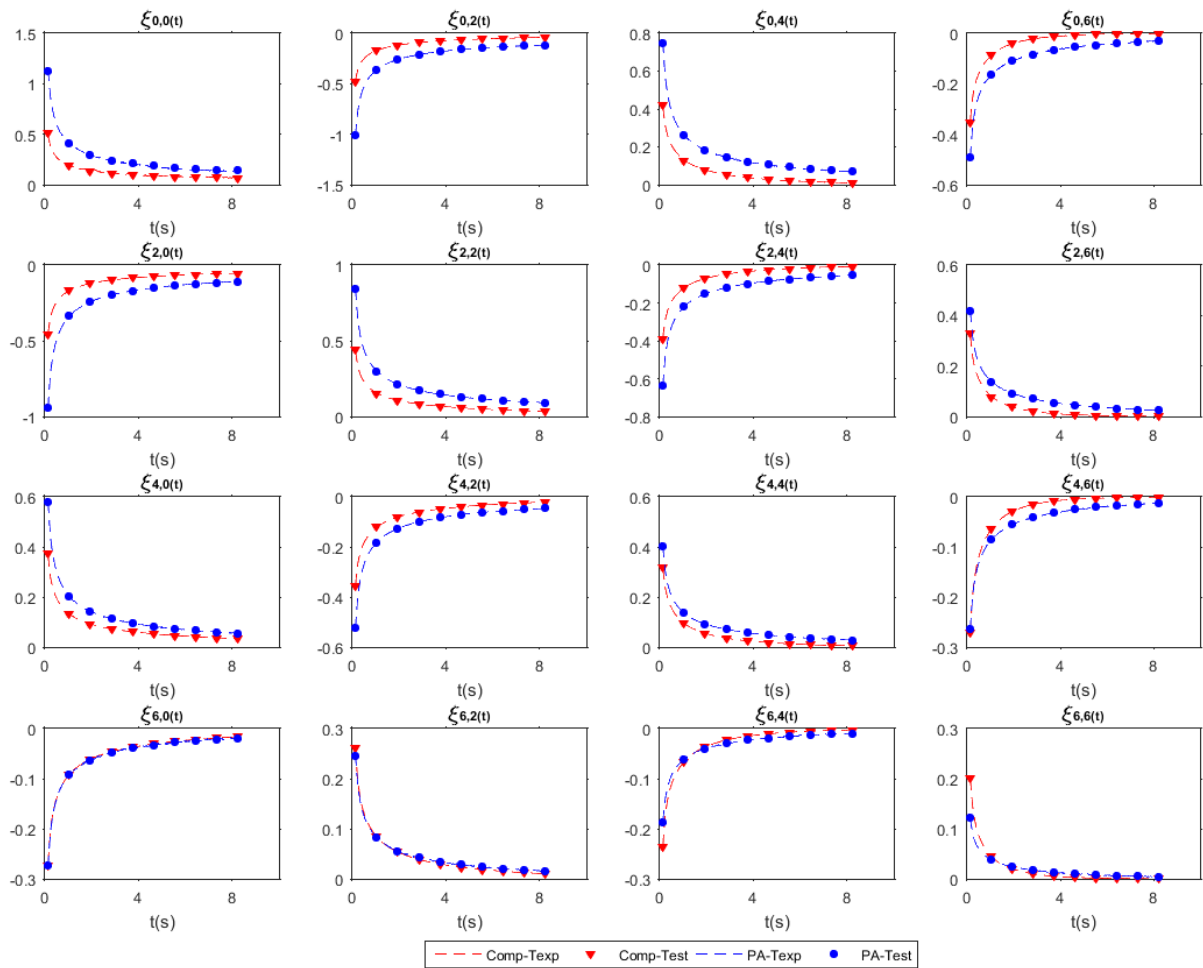 ξ0,0(t) ξ0,2(t) ξ0,4(t) ξ0,6(t)
1.5 0 0.8 0
1 -0.5 0.6 -0.2
0.4
0.5 -1 0.2 -0.4
0 -1.5 0 -0.6
0 4 8 0 4 8 0 4 8 0 4 8
t(s) t(s) t(s) t(s)
ξ2,0(t) ξ2,2(t) ξ2,4(t) ξ2,6(t)
0 1 0 0.6
-0.2 0.4
-0.5 0.5 -0.4
-0.6 0.2
-1 0 -0.8 0
0 4 8 0 4 8 0 4 8 0 4 8
t(s) t(s) t(s) t(s)
ξ4,0(t) ξ4,2(t) ξ4,4(t) ξ4,6(t)
0.6 0 0.6 0
0.4 -0.2 0.4 -0.1
0.2 -0.4 0.2 -0.2
0 -0.6 0 -0.3
0 4 8 0 4 8 0 4 8 0 4 8
t(s) t(s) t(s) t(s)
ξ6,0(t) ξ6,2(t) ξ6,4(t) ξ6,6(t)
0 0.3 0 0.3
-0.1 0.2 -0.1 0.2
-0.2 0.1 -0.2 0.1
-0.3 0 -0.3 0
0 4 8 0 4 8 0 4 8 0 4 8
t(s) t(s) t(s) t(s)
Comp-Texp Comp-Test PA-Texp PA-Test